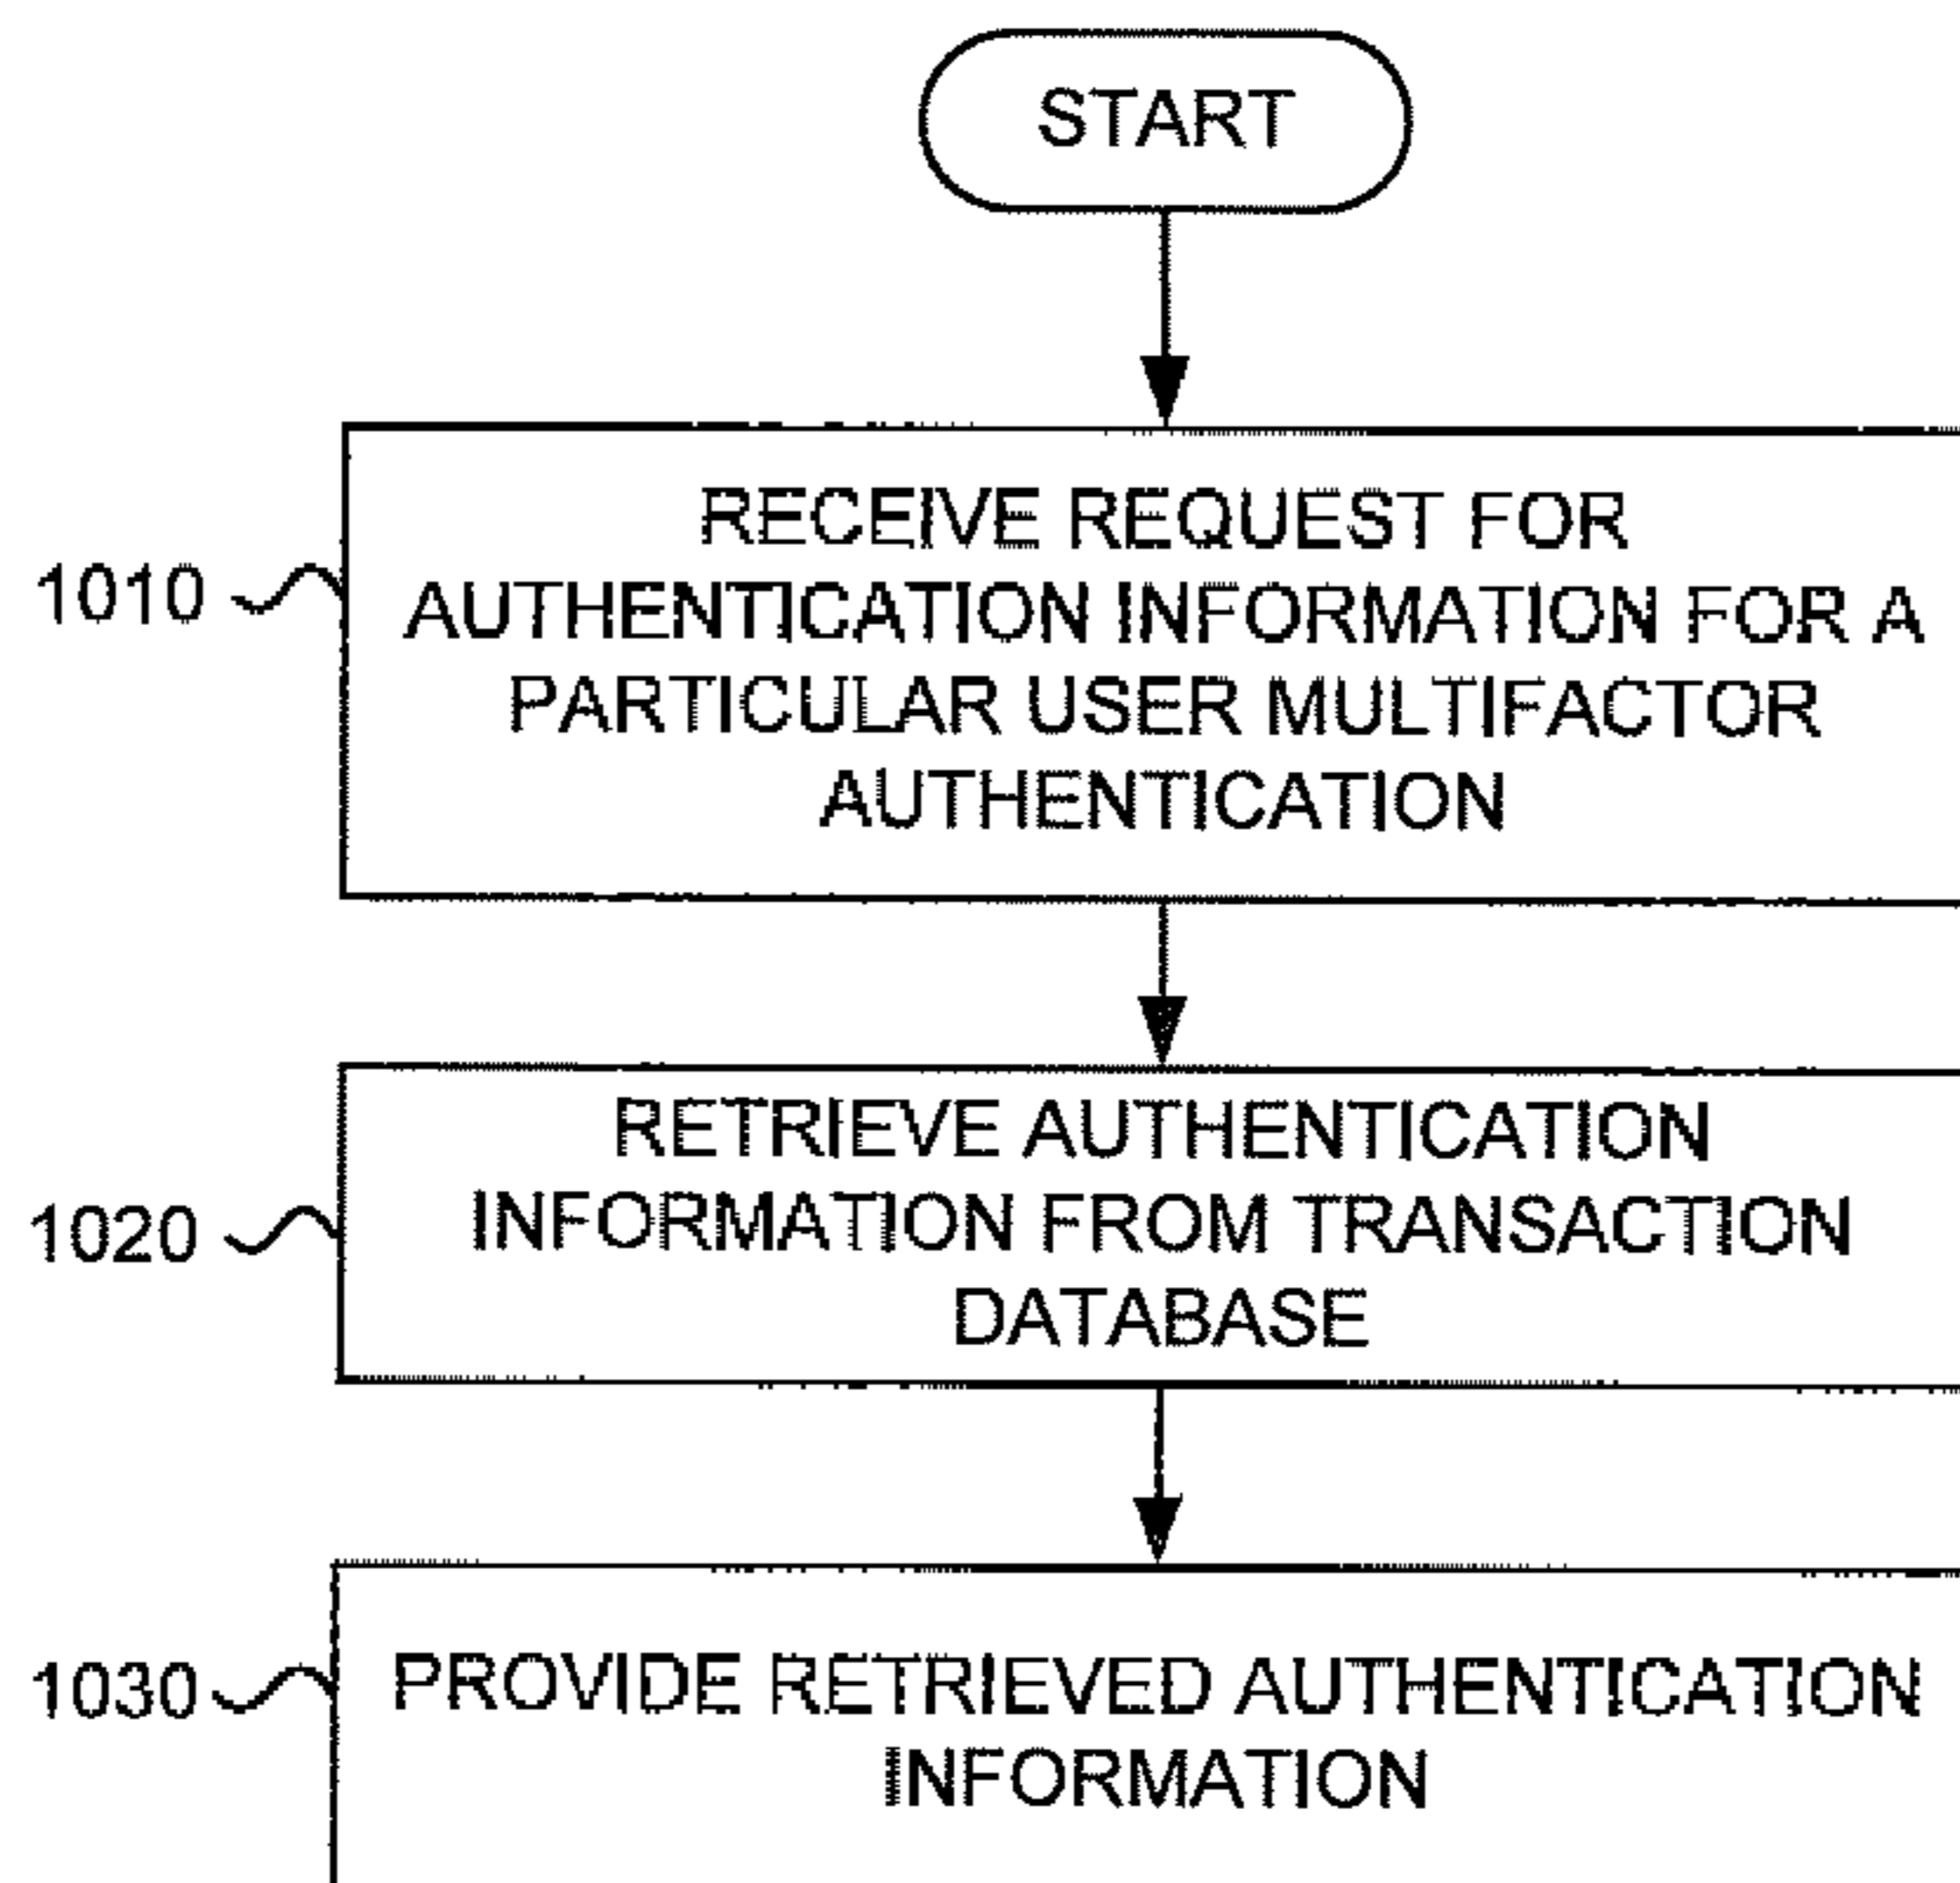 START
1010
RECEIVE REQUEST FOR
AUTHENTICATION INFORMATION FOR A
PARTICULAR USER MULTIFACTOR
AUTHENTICATION
1020
RETRIEVE AUTHENTICATION
INFORMATION FROM TRANSACTION
DATABASE
1030
PROVIDE RETRIEVED AUTHENTICATION
INFORMATION